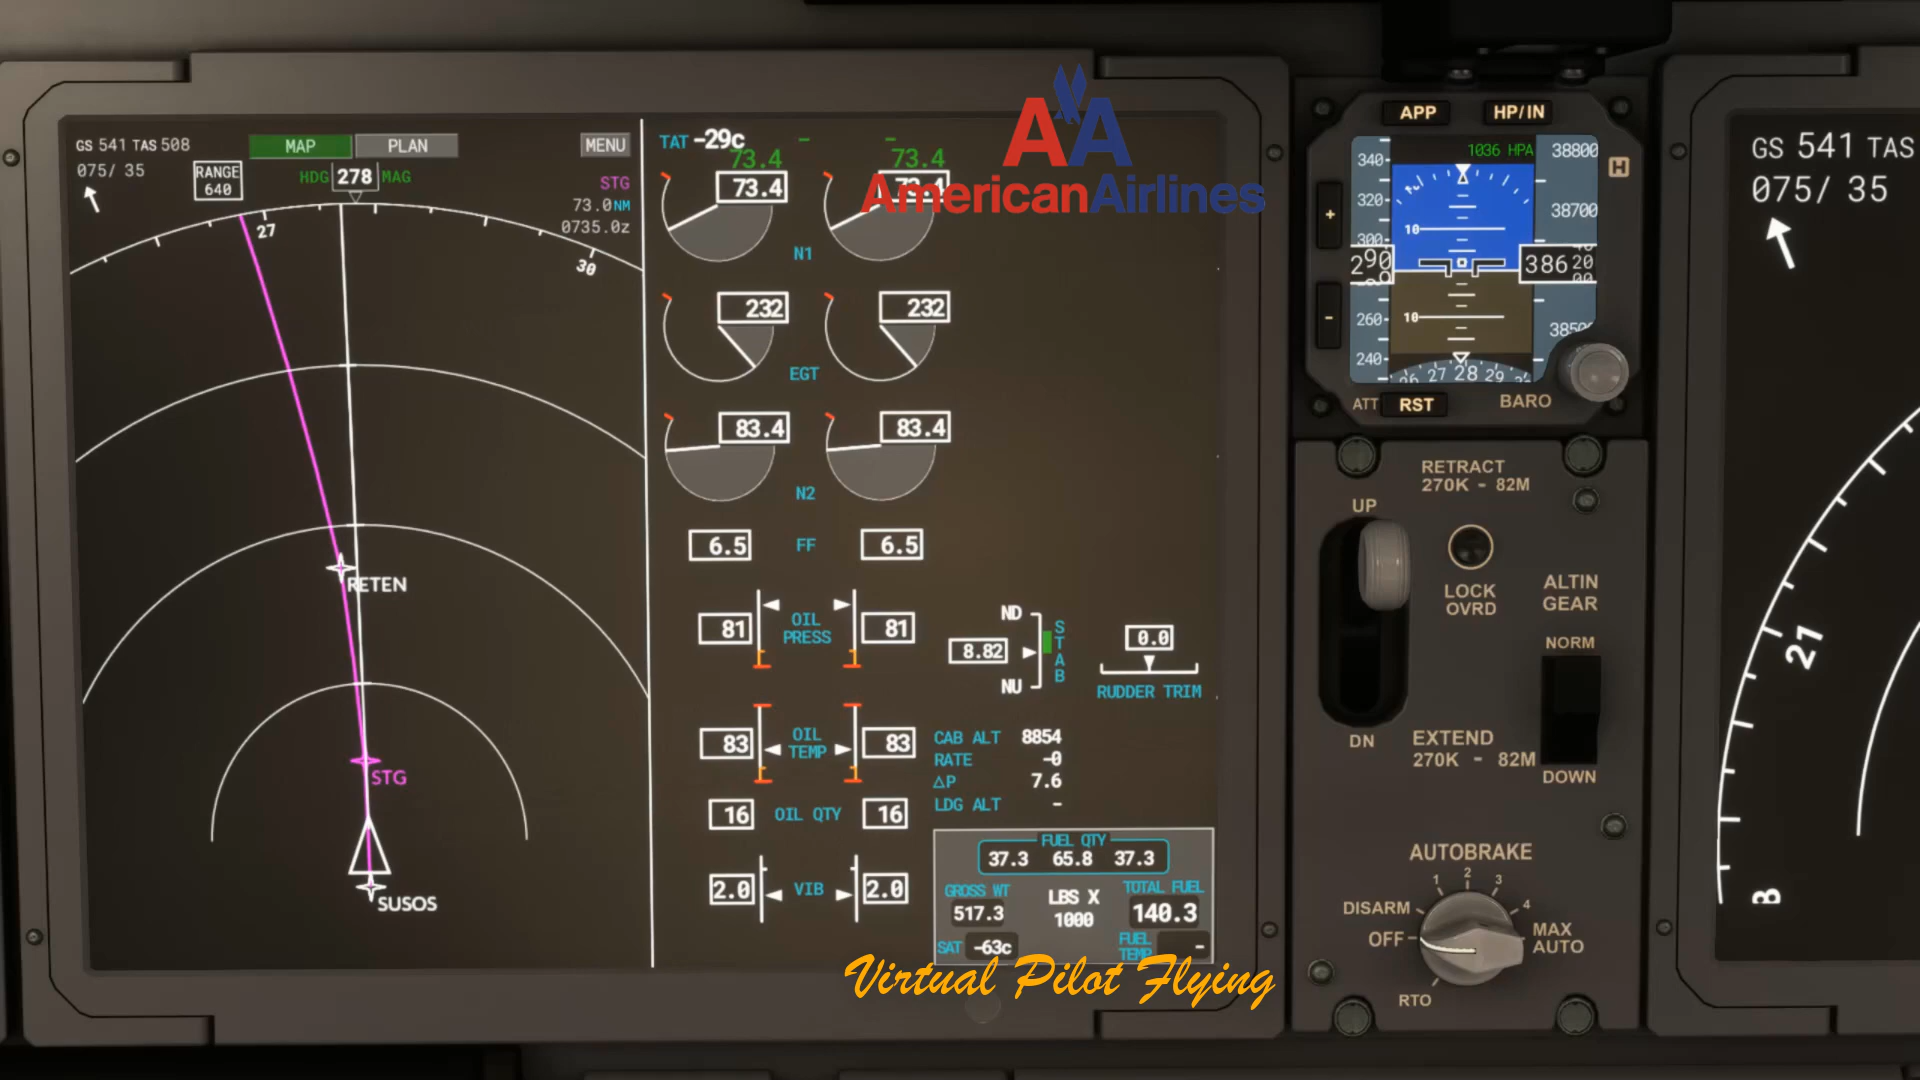 GS 541 TAS 508
075/ 35
RANGE
640
MAP
PLAN
MENU
HDG 278 MAG
STG
73.0NM
0735.0z
27
30
RETEN
STG
SUSOS
TAT -29c
- -
73.4 73.4
73.4 73.4
N1
232 232
EGT
83.4 83.4
N2
6.5 FF 6.5
81 OIL PRESS 81
83 OIL TEMP 83
16 OIL QTY 16
2.0 VIB 2.0
ND
8.82
NU
STAB
0.0
RUDDER TRIM
CAB ALT 8854
RATE -0
ΔP 7.6
LDG ALT -
FUEL QTY
37.3 65.8 37.3
GROSS WT
517.3
LBS X
1000
TOTAL FUEL
140.3
SAT -63c
FUEL
TEMP -
AA
AmericanAirlines
Virtual Pilot Flying
APP
HP/IN
1036 HPA
340
320
300
290
260
240
38800
38700
386 20
10
10
27 28 29
+
-
H
ATT RST
BARO
RETRACT
270K - 82M
UP
LOCK
OVRD
ALTIN
GEAR
NORM
DN
EXTEND
270K - 82M
DOWN
AUTOBRAKE
1 2 3 4
DISARM
OFF
MAX
AUTO
RTO
GS 541 TAS
075/ 35
21